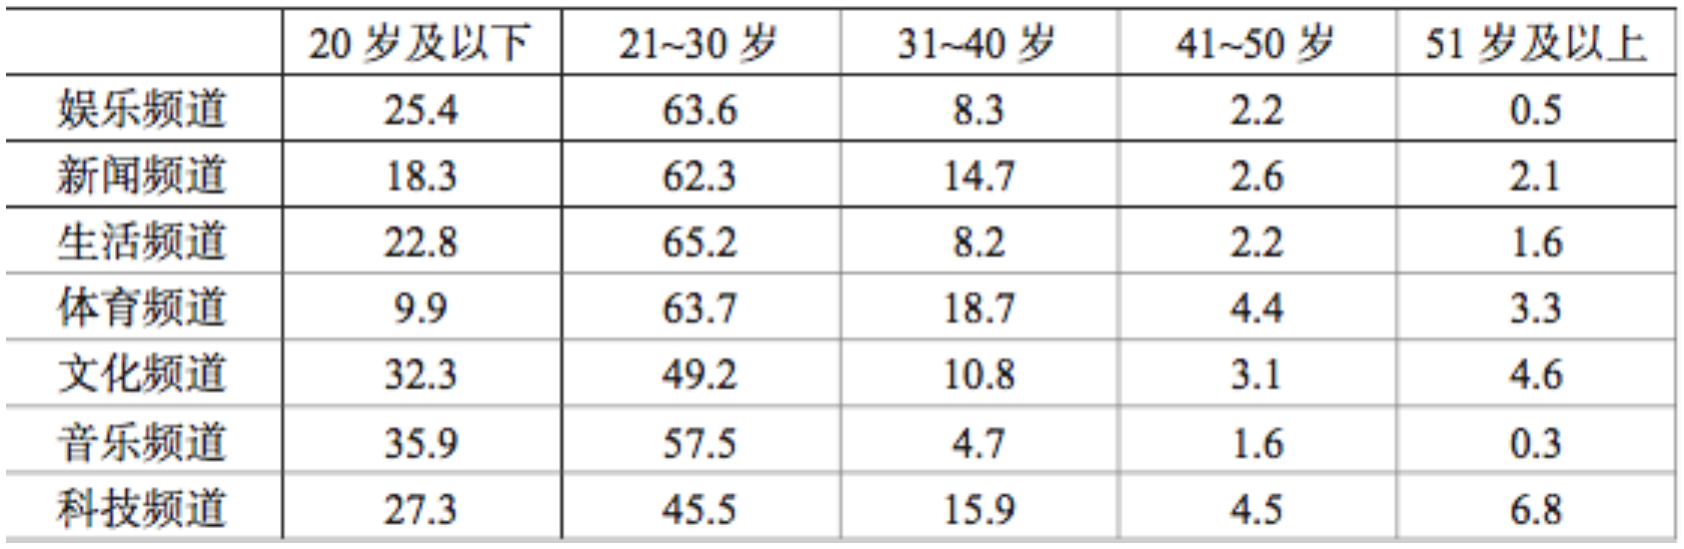 20 岁及以下 21~30 岁 31~40 岁 41~50 岁 51 岁及以上
娱乐频道 25.4 63.6 8.3 2.2 0.5
新闻频道 18.3 62.3 14.7 2.6 2.1
生活频道 22.8 65.2 8.2 2.2 1.6
体育频道 9.9 63.7 18.7 4.4 3.3
文化频道 32.3 49.2 10.8 3.1 4.6
音乐频道 35.9 57.5 4.7 1.6 0.3
科技频道 27.3 45.5 15.9 4.5 6.8